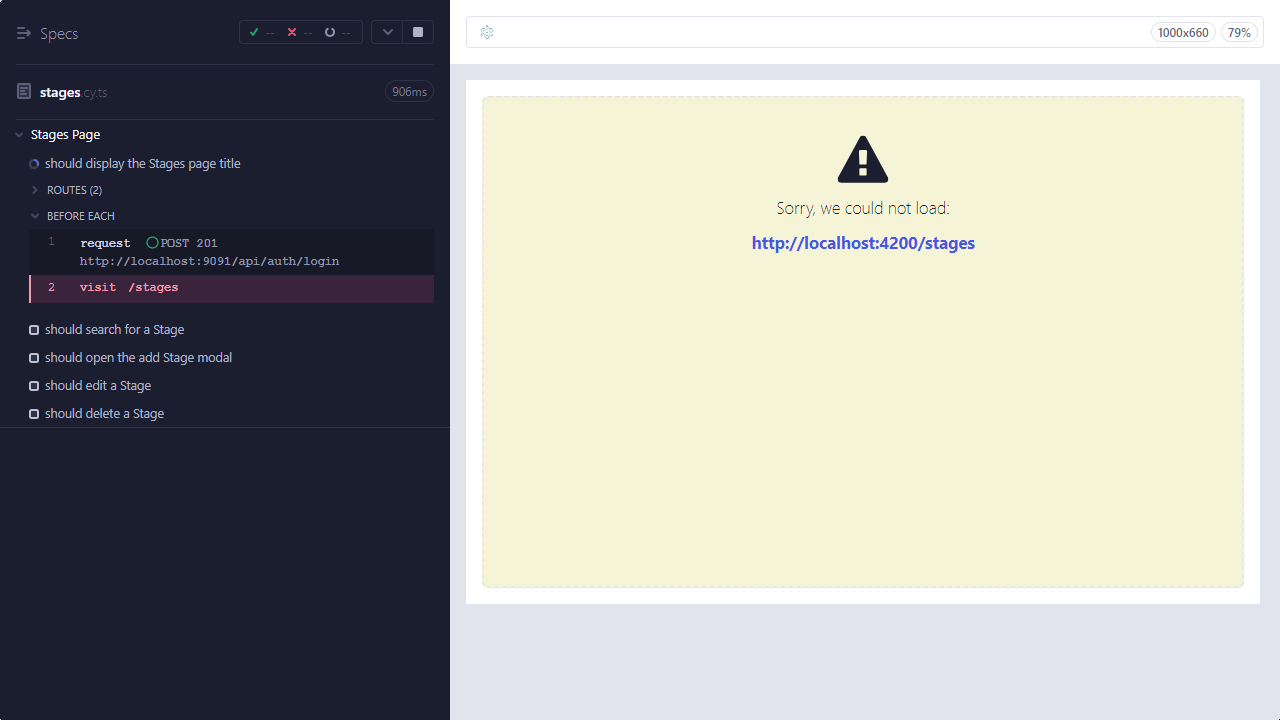 Specs
-- -- --
stages.cy.ts 906ms
Stages Page
should display the Stages page title
ROUTES (2)
BEFORE EACH
1 request POST 201
http://localhost:9091/api/auth/login
2 visit /stages
should search for a Stage
should open the add Stage modal
should edit a Stage
should delete a Stage
1000x660 79%
Sorry, we could not load:
http://localhost:4200/stages